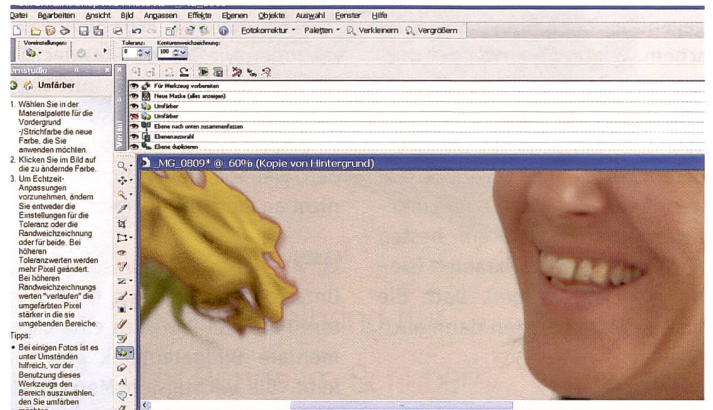 Datei Bearbeiten Ansicht Bild Anpassen Effekte Ebenen Objekte Auswahl Fenster Hilfe
Fotokorrektur Paletten Verkleinern Vergrößern
Voreinstellungen: Toleranz: Konturenweichzeichnung:
0 100
ernstudio
Umfärber
1. Wählen Sie in der
Materialpalette für die
Vordergrund
-/Strichfarbe die neue
Farbe, die Sie
anwenden möchten.
2. Klicken Sie im Bild auf
die zu ändernde Farbe.
3. Um Echtzeit-
Anpassungen
vorzunehmen, ändern
Sie entweder die
Einstellungen für die
Toleranz oder die
Randweichzeichnung
oder für beide. Bei
höheren
Toleranzwerten werden
mehr Pixel geändert.
Bei höheren
Randweichzeichnungs
werten "verlaufen" die
umgefärbten Pixel
stärker in die sie
umgebenden Bereiche.
Tipps:
• Bei einigen Fotos ist es
unter Umständen
hilfreich, vor der
Benutzung dieses
Werkzeugs den
Bereich auszuwählen,
den Sie umfärben
Verlauf
Für Werkzeug vorbereiten
Neue Maske (alles anzeigen)
Umfärber
Umfärber
Ebene nach unten zusammenfassen
Ebenenauswahl
Ebene duplizieren
_MG_0809* @ 60% (Kopie von Hintergrund)